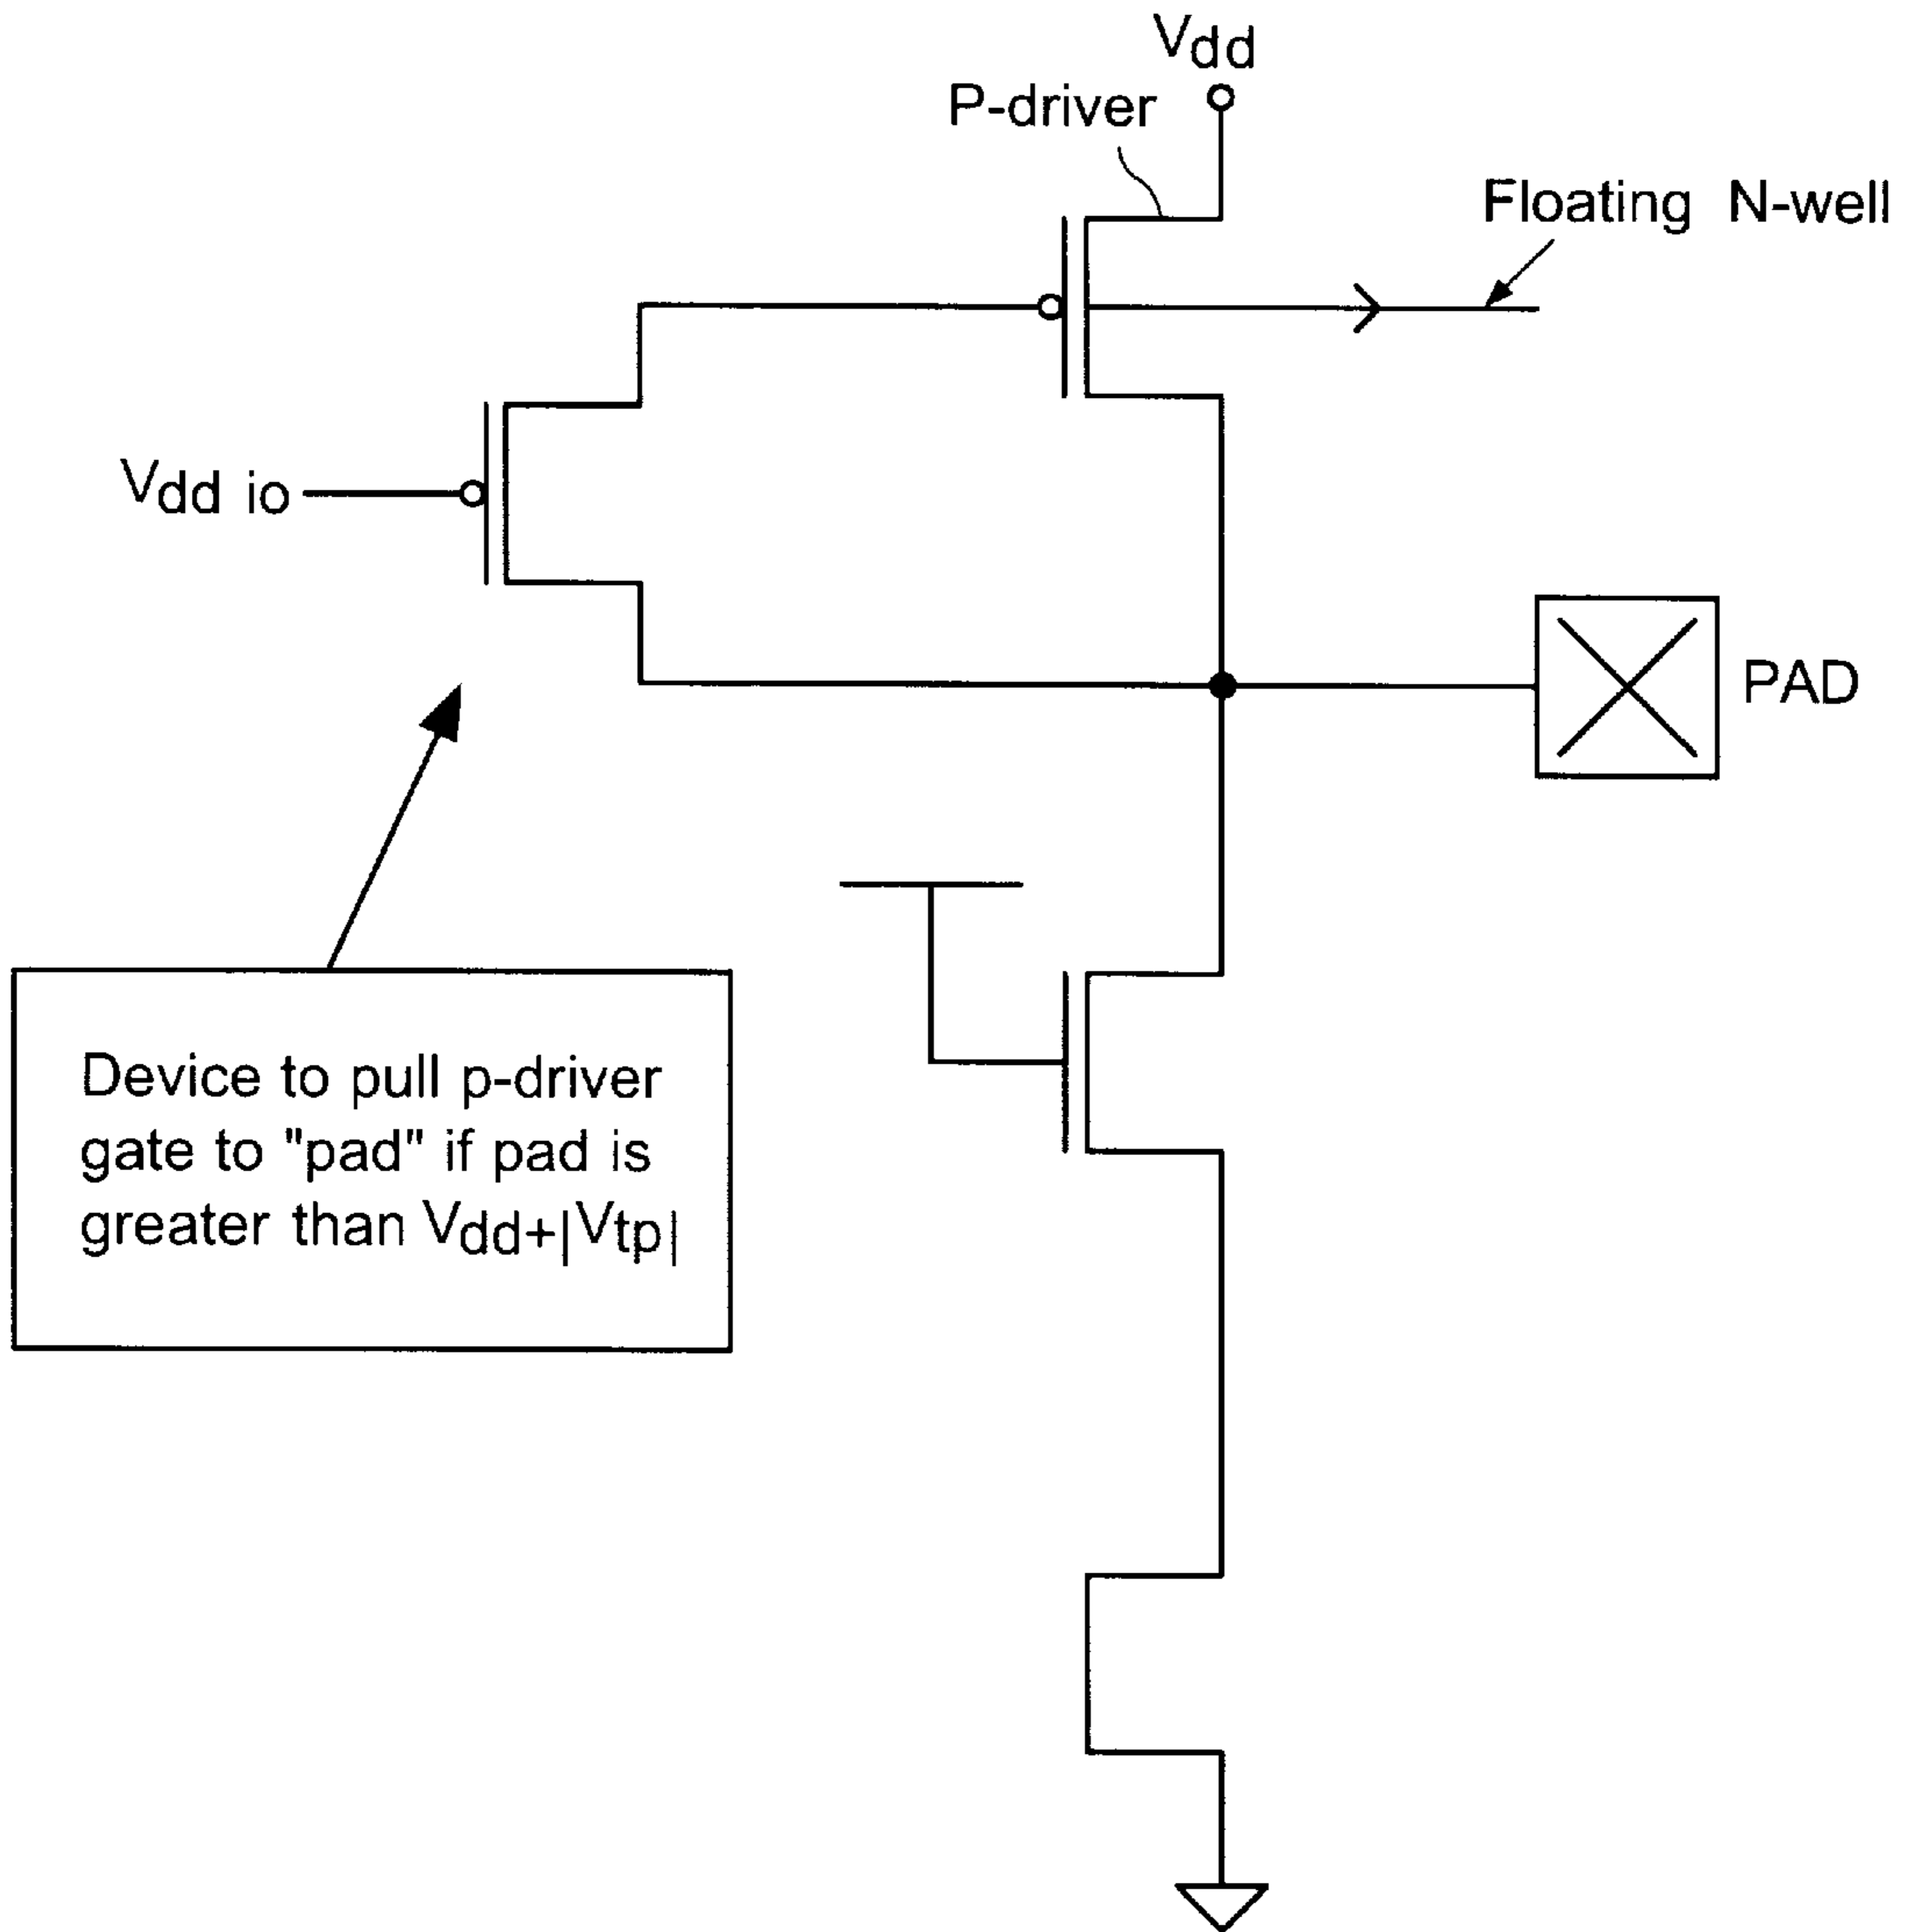 Vdd
P-driver
Floating N-well
Vdd io
PAD
Device to pull p-driver
gate to "pad" if pad is
greater than Vdd+|Vtp|